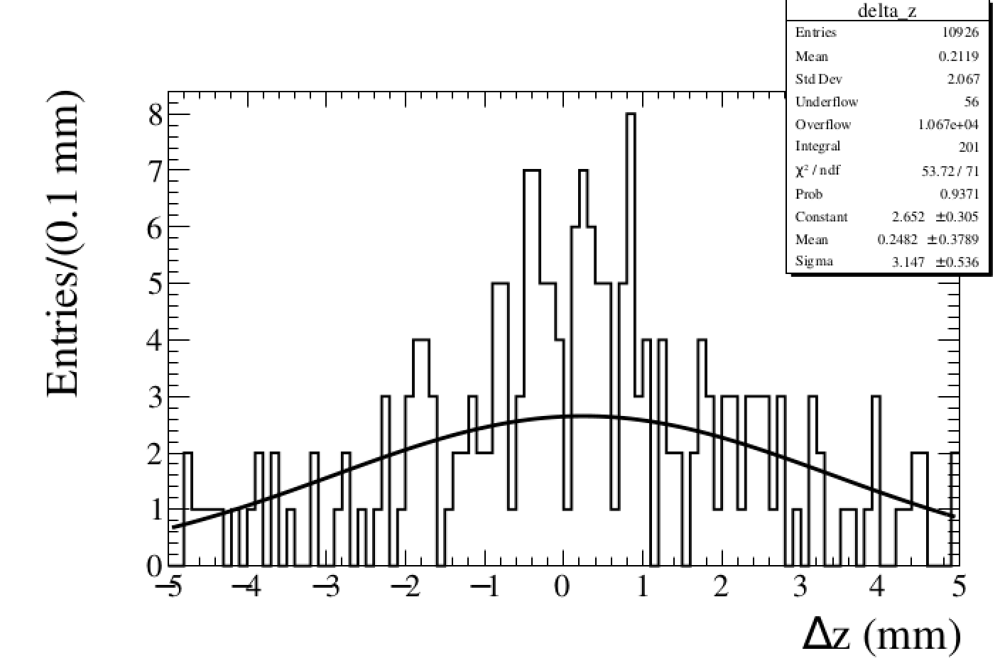 delta_z
Entries 10926
Mean 0.2119
Std Dev 2.067
Underflow 56
Overflow 1.067e+04
Integral 201
χ² / ndf 53.72 / 71
Prob 0.9371
Constant 2.652 ±0.305
Mean 0.2482 ±0.3789
Sigma 3.147 ±0.536
Entries/(0.1 mm)
8
7
6
5
4
3
2
1
0
−5 −4 −3 −2 −1 0 1 2 3 4 5
Δz (mm)